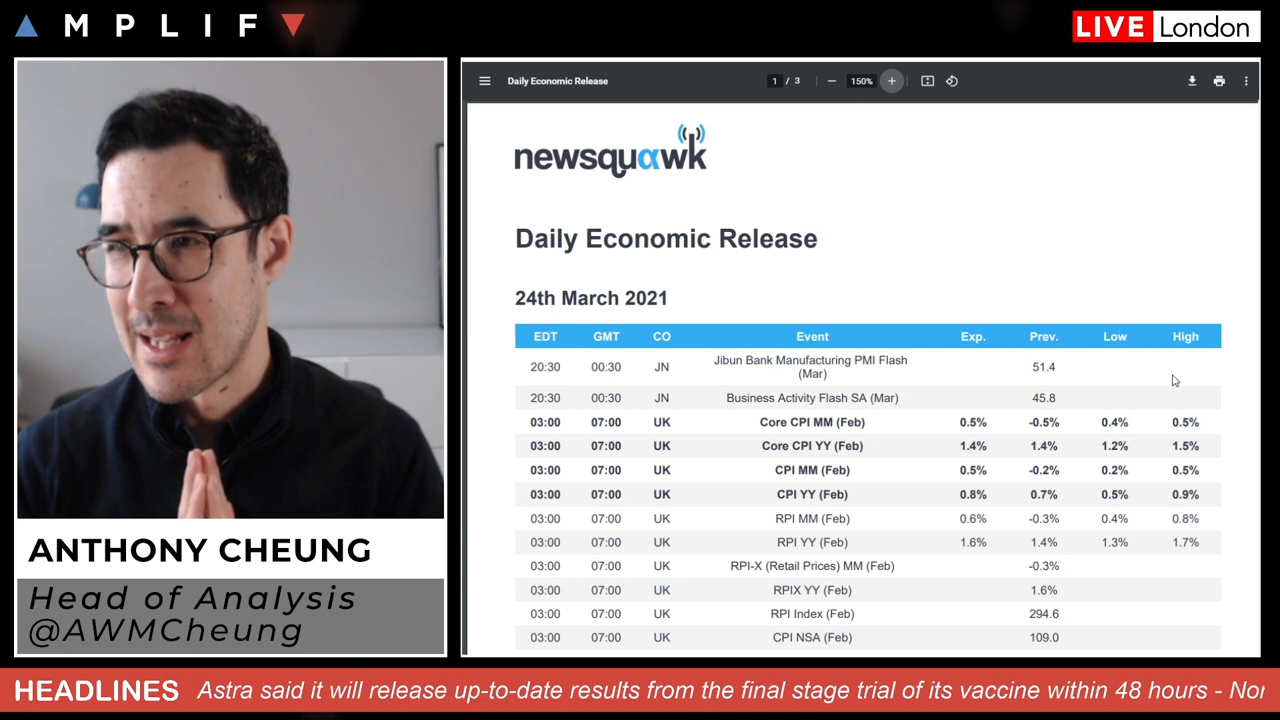 ▲ M P L I F ▼
LIVE London
Daily Economic Release
1 / 3
150%
newsquawk
Daily Economic Release
24th March 2021
EDT GMT CO Event Exp. Prev. Low High
20:30 00:30 JN Jibun Bank Manufacturing PMI Flash (Mar) 51.4
20:30 00:30 JN Business Activity Flash SA (Mar) 45.8
03:00 07:00 UK Core CPI MM (Feb) 0.5% -0.5% 0.4% 0.5%
03:00 07:00 UK Core CPI YY (Feb) 1.4% 1.4% 1.2% 1.5%
03:00 07:00 UK CPI MM (Feb) 0.5% -0.2% 0.2% 0.5%
03:00 07:00 UK CPI YY (Feb) 0.8% 0.7% 0.5% 0.9%
03:00 07:00 UK RPI MM (Feb) 0.6% -0.3% 0.4% 0.8%
03:00 07:00 UK RPI YY (Feb) 1.6% 1.4% 1.3% 1.7%
03:00 07:00 UK RPI-X (Retail Prices) MM (Feb) -0.3%
03:00 07:00 UK RPIX YY (Feb) 1.6%
03:00 07:00 UK RPI Index (Feb) 294.6
03:00 07:00 UK CPI NSA (Feb) 109.0
ANTHONY CHEUNG
Head of Analysis
@AWMCheung
HEADLINES Astra said it will release up-to-date results from the final stage trial of its vaccine within 48 hours -